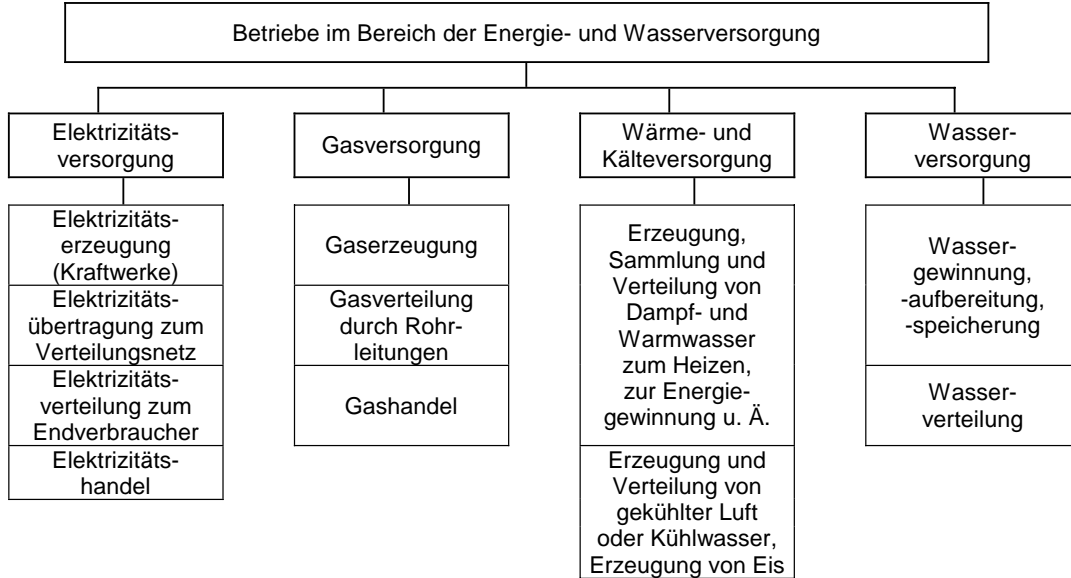 Betriebe im Bereich der Energie- und Wasserversorgung
Elektrizitäts-
versorgung
Elektrizitäts-
erzeugung
(Kraftwerke)
Elektrizitäts-
übertragung zum
Verteilungsnetz
Elektrizitäts-
verteilung zum
Endverbraucher
Elektrizitäts-
handel
Gasversorgung
Gaserzeugung
Gasverteilung
durch Rohr-
leitungen
Gashandel
Wärme- und
Kälteversorgung
Erzeugung,
Sammlung und
Verteilung von
Dampf- und
Warmwasser
zum Heizen,
zur Energie-
gewinnung u. Ä.
Erzeugung und
Verteilung von
gekühlter Luft
oder Kühlwasser,
Erzeugung von Eis
Wasser-
versorgung
Wasser-
gewinnung,
-aufbereitung,
-speicherung
Wasser-
verteilung